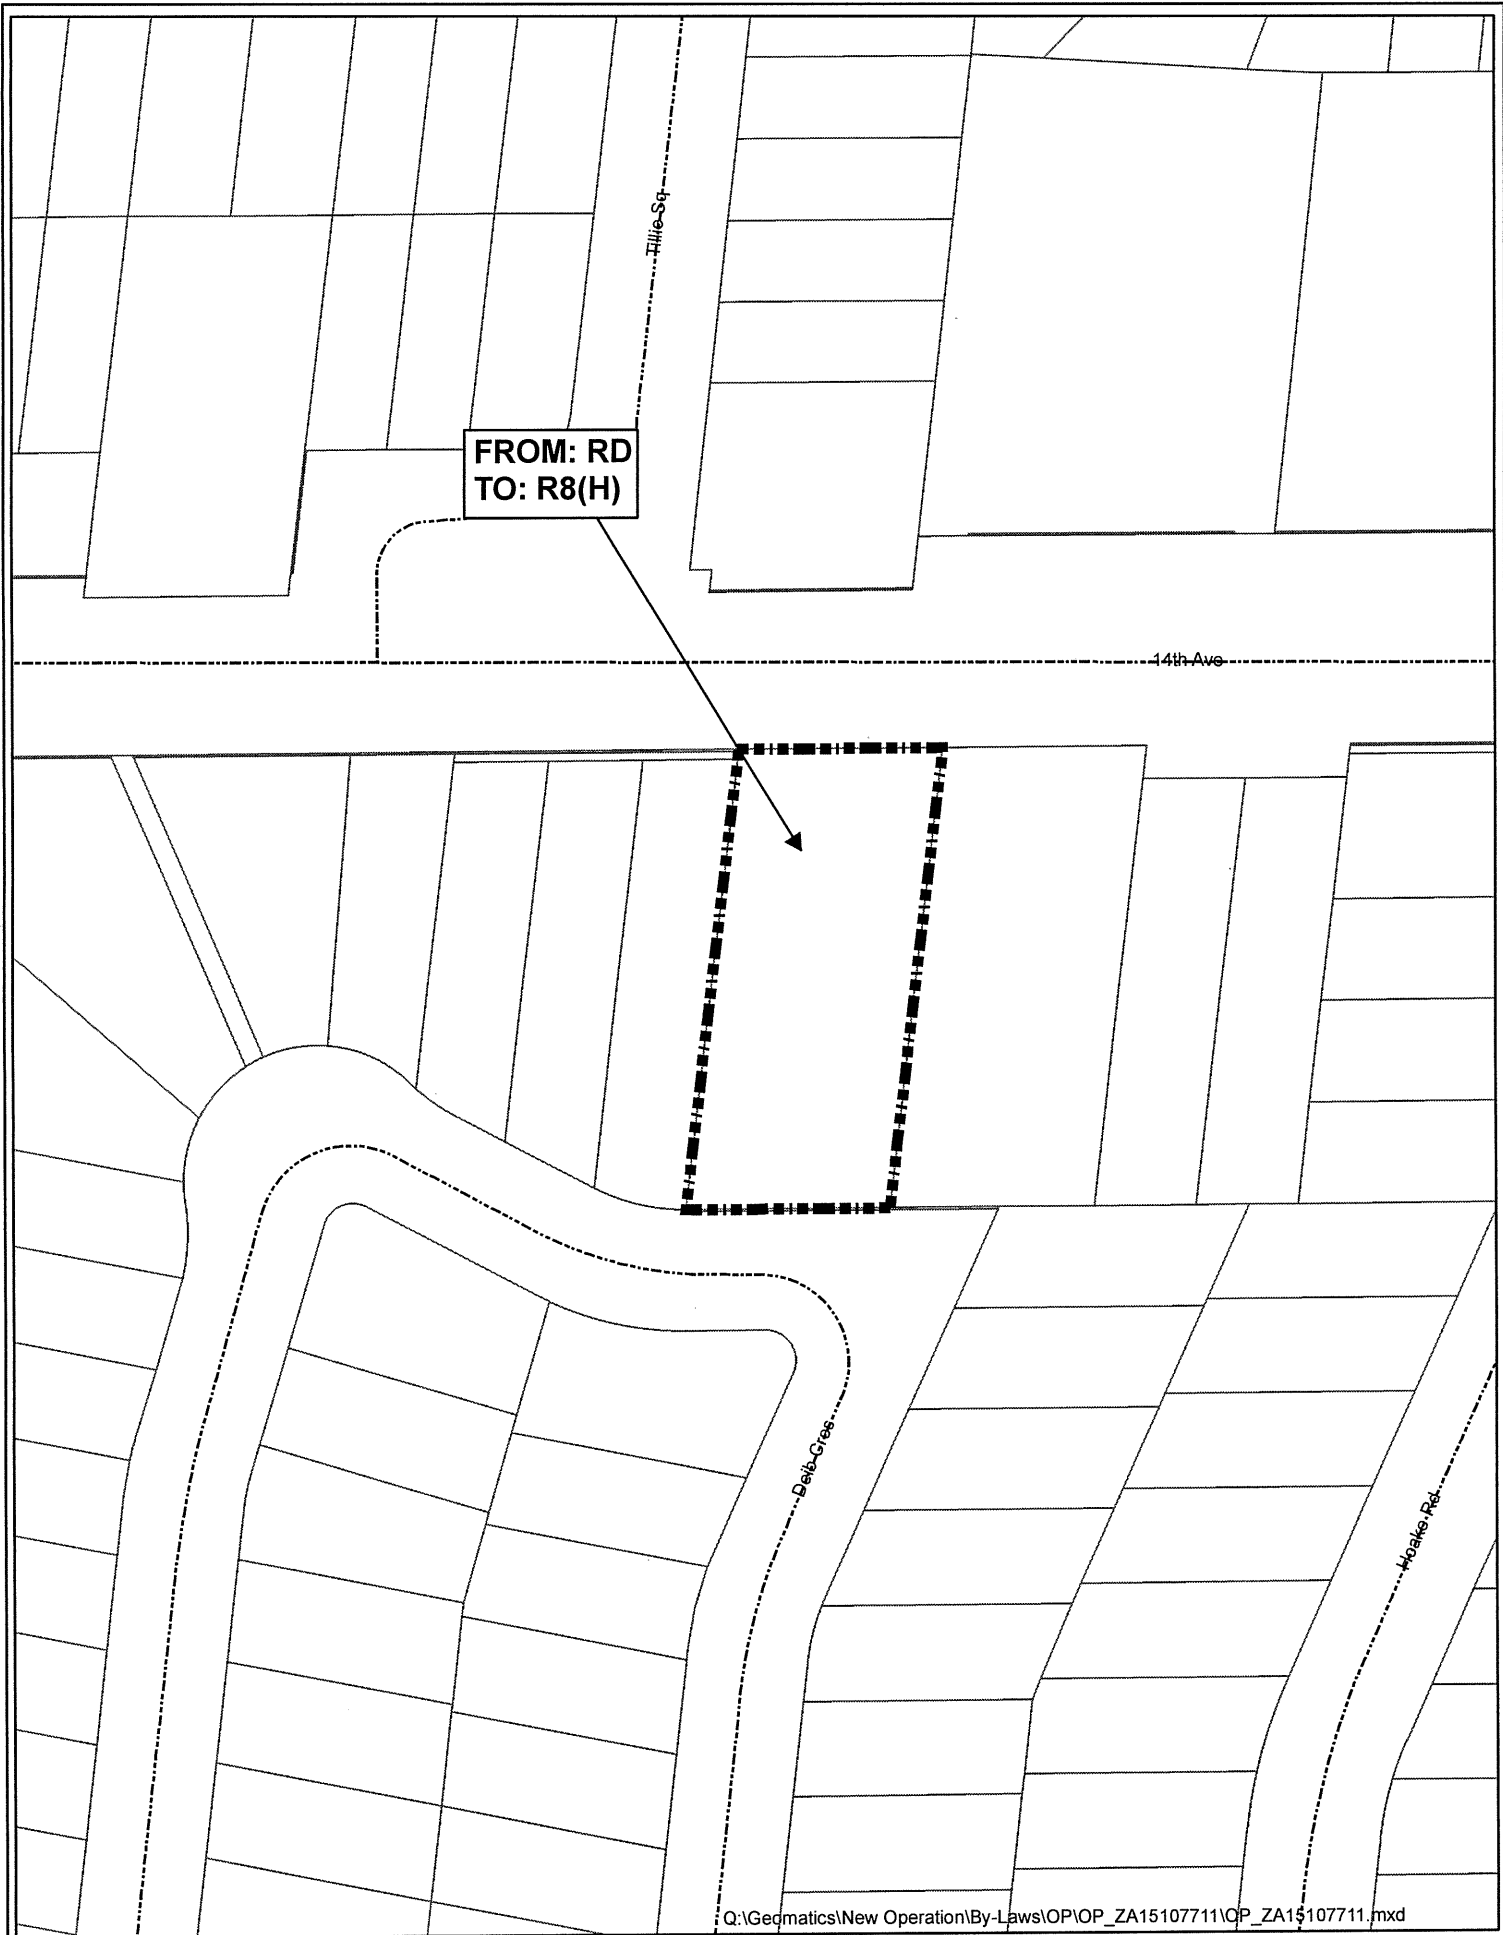 Tillie Sq
FROM: RD
TO: R8(H)
14th Ave
Deib Cres
Hoake Rd
Q:\Geomatics\New Operation\By-Laws\OP\OP_ZA15107711\OP_ZA15107711.mxd